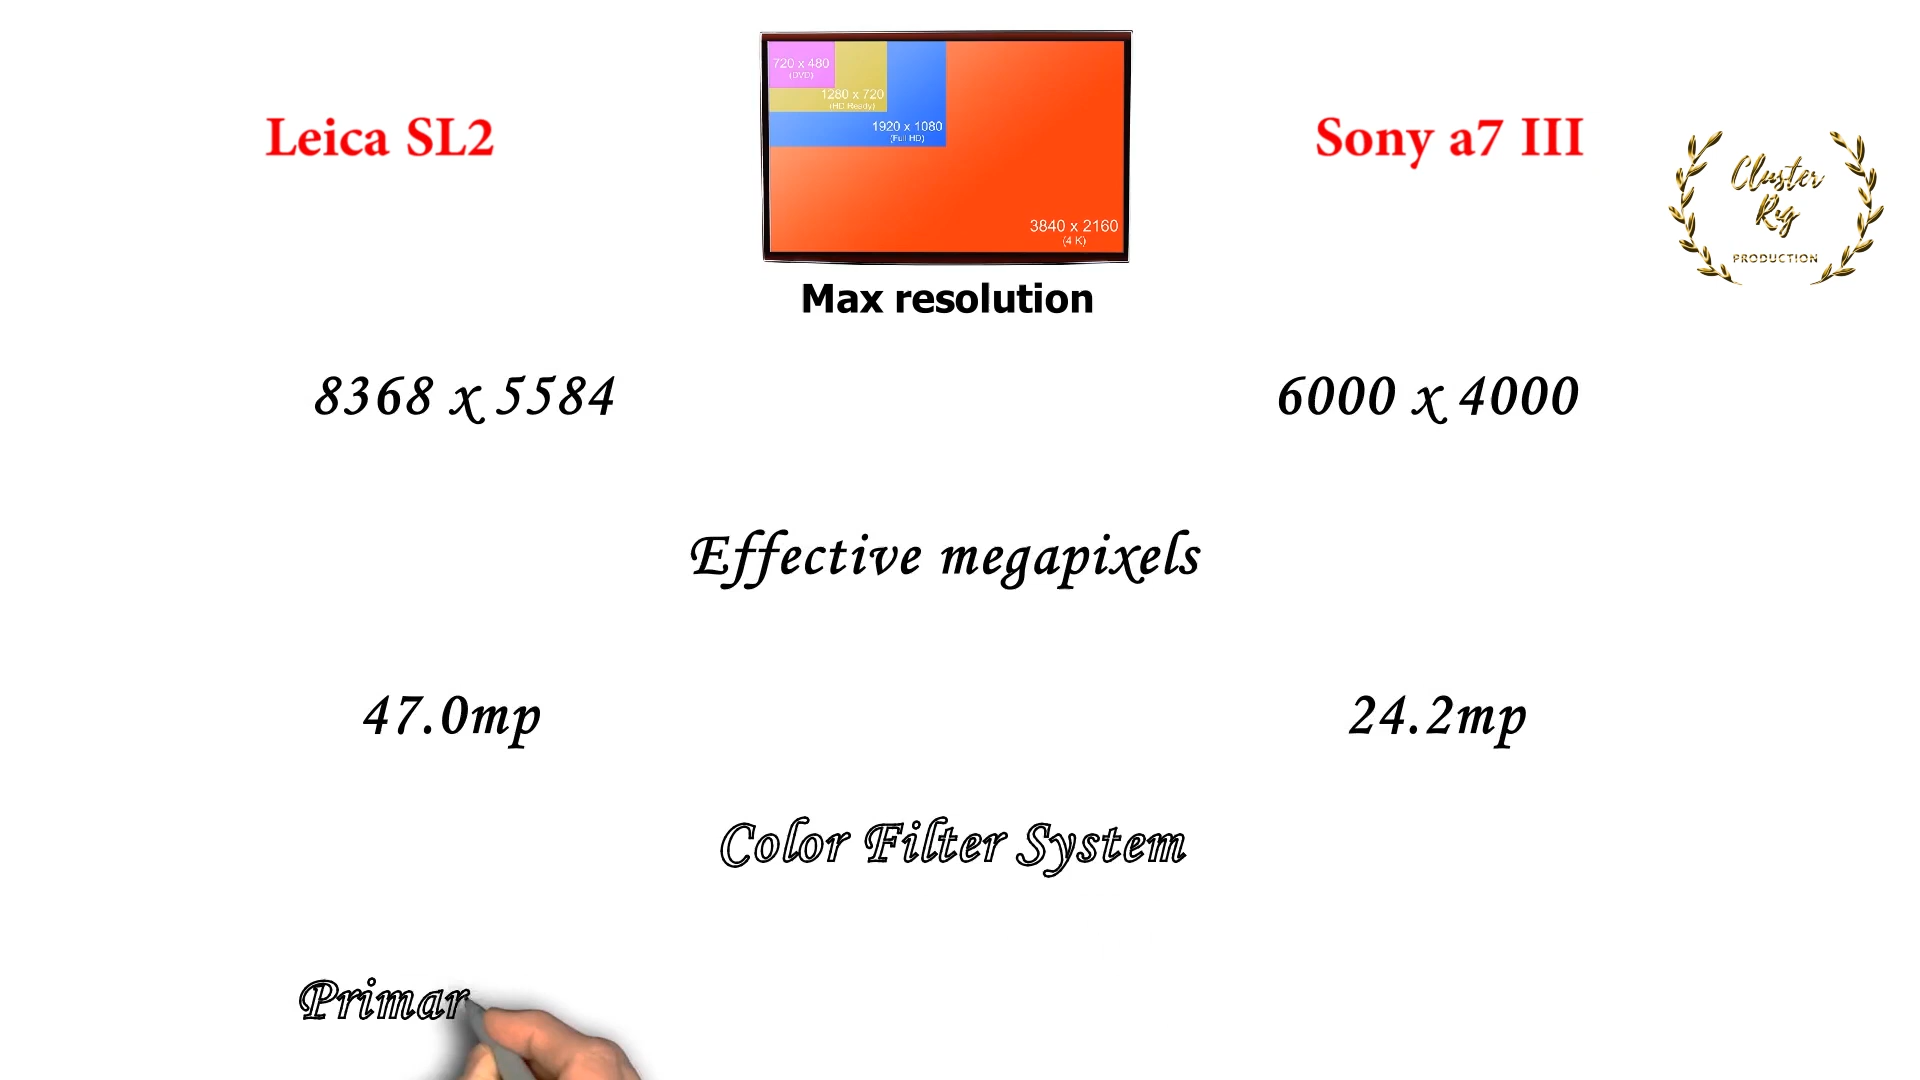 720 x 480
(DVD)
1280 x 720
(HD Ready)
1920 x 1080
(Full HD)
3840 x 2160
(4 K)
Leica SL2
Sony a7 III
Cluster
Rig
PRODUCTION
Max resolution
8368 x 5584
6000 x 4000
Effective megapixels
47.0mp
24.2mp
Color Filter System
Primar